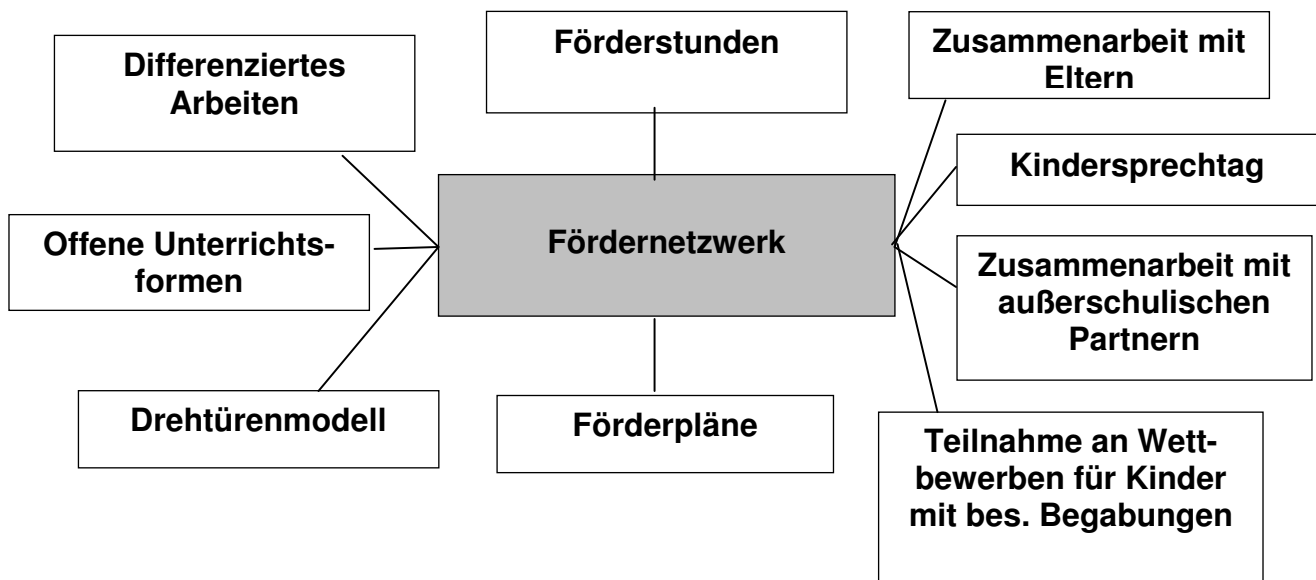 Differenziertes
Arbeiten
Förderstunden
Zusammenarbeit mit
Eltern
Kindersprechtag
Offene Unterrichts-
formen
Fördernetzwerk
Zusammenarbeit mit
außerschulischen
Partnern
Drehtürenmodell
Förderpläne
Teilnahme an Wett-
bewerben für Kinder
mit bes. Begabungen